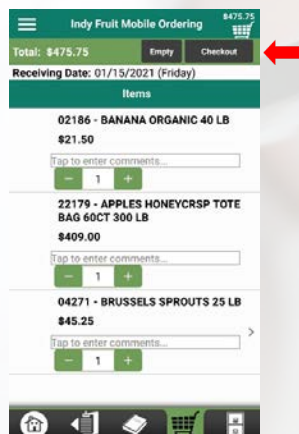 Indy Fruit Mobile Ordering
$475.75
Total: $475.75
Empty
Checkout
Receiving Date: 01/15/2021 (Friday)
Items
02186 - BANANA ORGANIC 40 LB
$21.50
Tap to enter comments...
- 1 +
22179 - APPLES HONEYCRSP TOTE
BAG 60CT 300 LB
$409.00
Tap to enter comments...
- 1 +
04271 - BRUSSELS SPROUTS 25 LB
$45.25
Tap to enter comments...
- 1 +